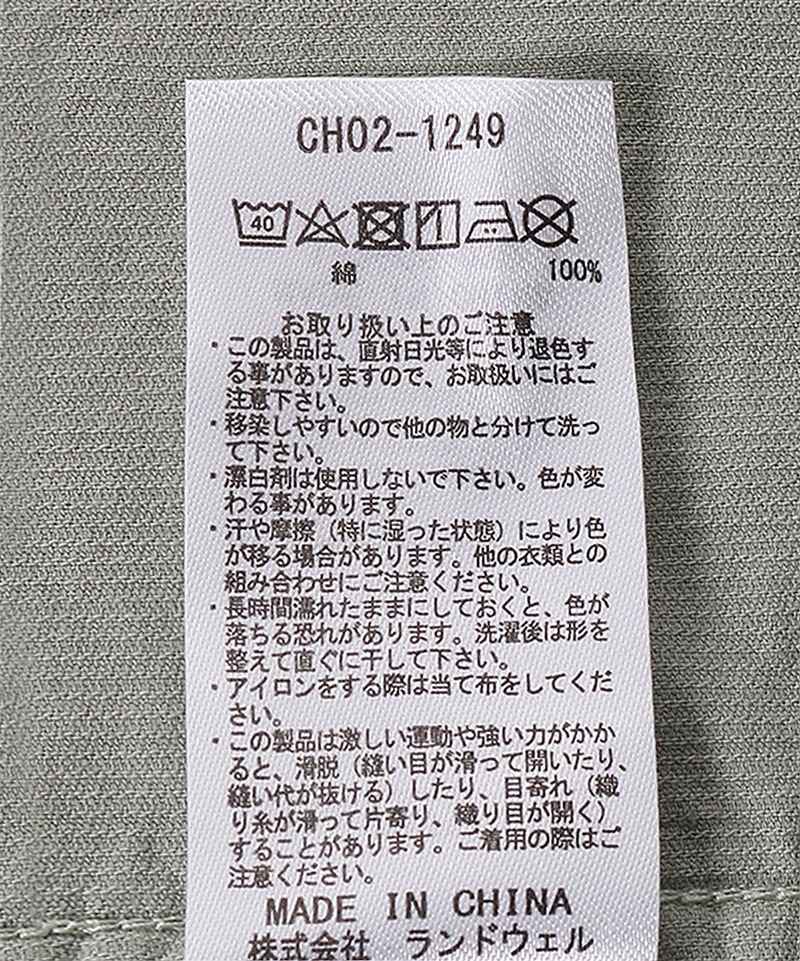 CH02-1249
40
綿 100%
お取り扱い上のご注意
・この製品は、直射日光等により退色す
る事がありますので、お取扱いにはご
注意下さい。
・移染しやすいので他の物と分けて洗っ
て下さい。
・漂白剤は使用しないで下さい。色が変
わる事があります。
・汗や摩擦（特に湿った状態）により色
が移る場合があります。他の衣類との
組み合わせにご注意ください。
・長時間濡れたままにしておくと、色が
落ちる恐れがあります。洗濯後は形を
整えて直ぐに干して下さい。
・アイロンをする際は当て布をしてくだ
さい。
・この製品は激しい運動や強い力がかか
ると、滑脱（縫い目が滑って開いたり、
縫い代が抜ける）したり、目寄れ（織
り糸が滑って片寄り、織り目が開く）
することがあります。ご着用の際はご
注意ください。
MADE IN CHINA
株式会社 ランドウェル